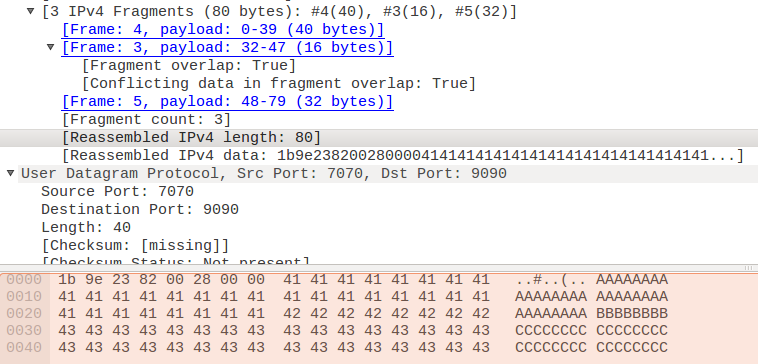 [3 IPv4 Fragments (80 bytes): #4(40), #3(16), #5(32)]
[Frame: 4, payload: 0-39 (40 bytes)]
[Frame: 3, payload: 32-47 (16 bytes)]
[Fragment overlap: True]
[Conflicting data in fragment overlap: True]
[Frame: 5, payload: 48-79 (32 bytes)]
[Fragment count: 3]
[Reassembled IPv4 length: 80]
[Reassembled IPv4 data: 1b9e238200280000414141414141414141414141414141...]
User Datagram Protocol, Src Port: 7070, Dst Port: 9090
Source Port: 7070
Destination Port: 9090
Length: 40
[Checksum: [missing]]
[Checksum Status: Not present]
0000 1b 9e 23 82 00 28 00 00 41 41 41 41 41 41 41 41 ..#..(.. AAAAAAAA
0010 41 41 41 41 41 41 41 41 41 41 41 41 41 41 41 41 AAAAAAAA AAAAAAAA
0020 41 41 41 41 41 41 41 41 42 42 42 42 42 42 42 42 AAAAAAAA BBBBBBBB
0030 43 43 43 43 43 43 43 43 43 43 43 43 43 43 43 43 CCCCCCCC CCCCCCCC
0040 43 43 43 43 43 43 43 43 43 43 43 43 43 43 43 43 CCCCCCCC CCCCCCCC